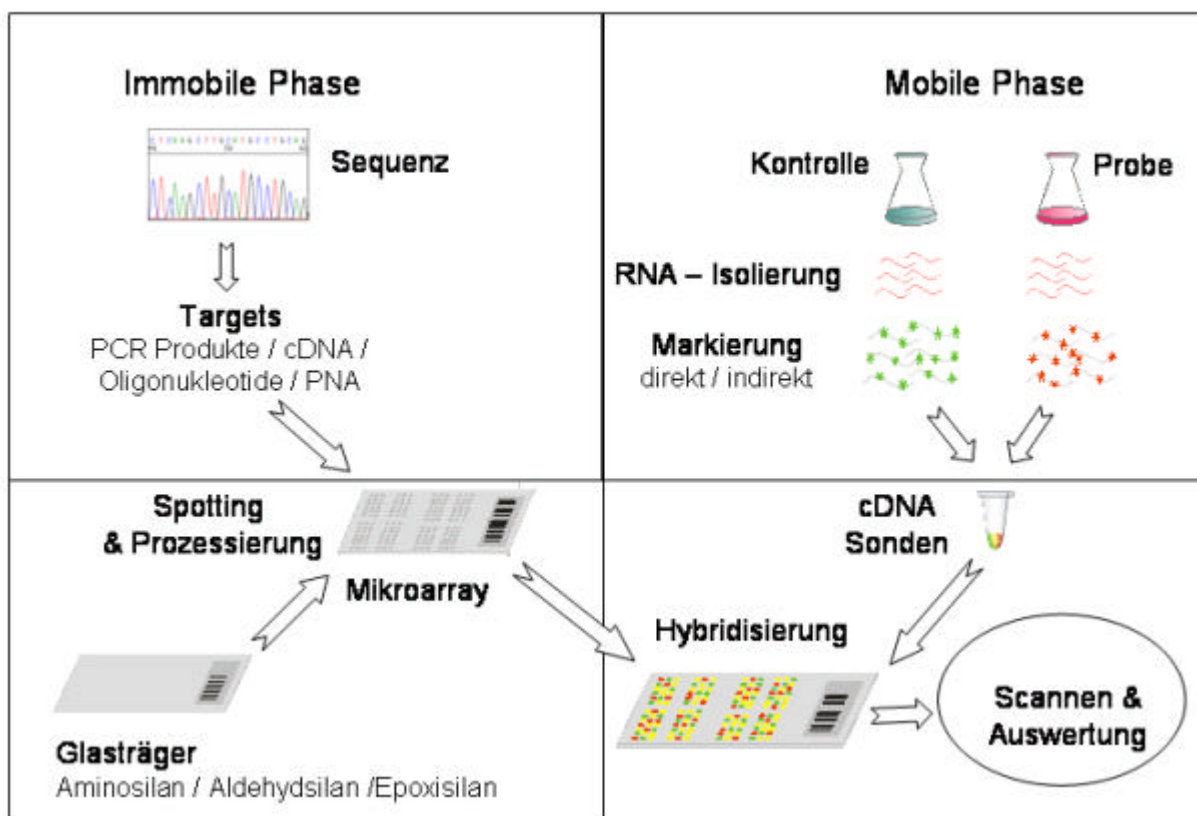 Immobile Phase
Sequenz
Targets
PCR Produkte / cDNA /
Oligonukleotide / PNA
Mobile Phase
Kontrolle
Probe
RNA – Isolierung
Markierung
direkt / indirekt
Spotting
& Prozessierung
Mikroarray
Glasträger
Aminosilan / Aldehydsilan /Epoxisilan
cDNA
Sonden
Hybridisierung
Scannen &
Auswertung